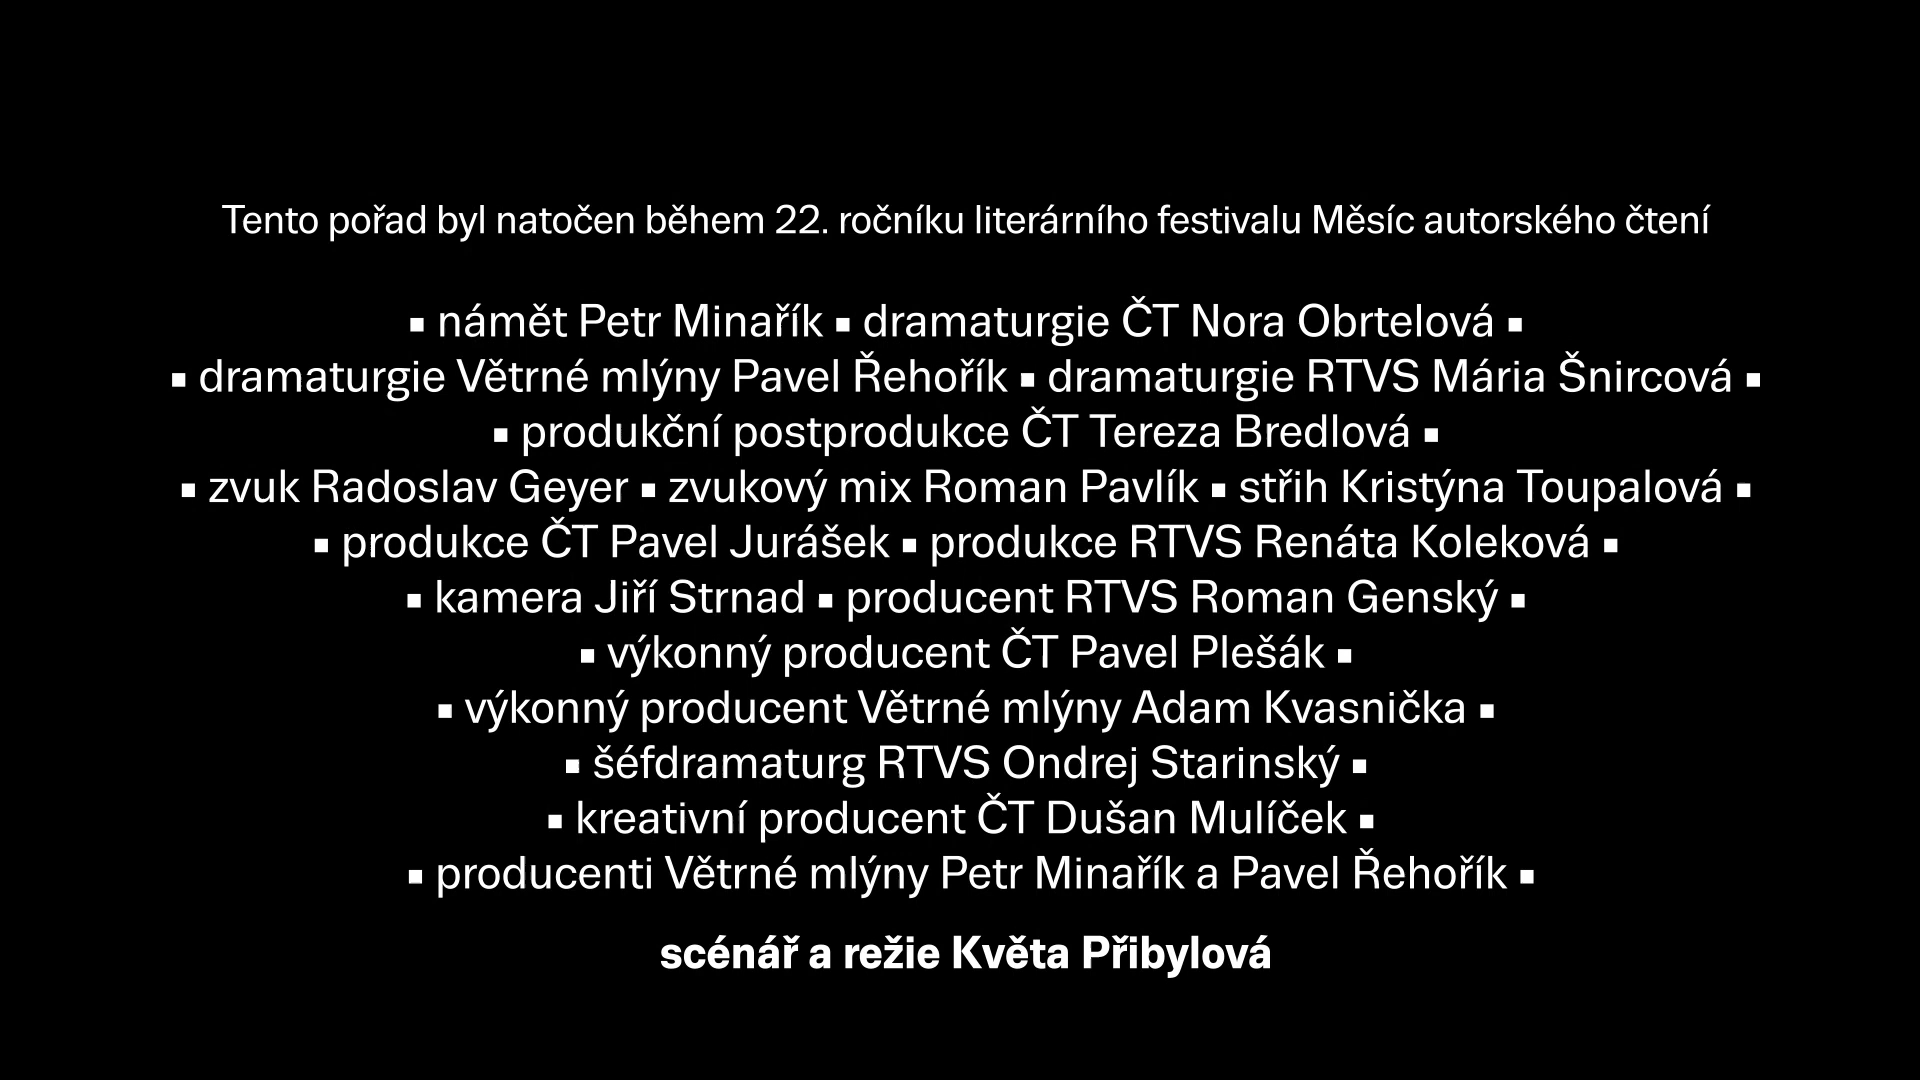 Tento pořad byl natočen během 22. ročníku literárního festivalu Měsíc autorského čtení
▪ námět Petr Minařík ▪ dramaturgie ČT Nora Obrtelová ▪
▪ dramaturgie Větrné mlýny Pavel Řehořík ▪ dramaturgie RTVS Mária Šnircová ▪
▪ produkční postprodukce ČT Tereza Bredlová ▪
▪ zvuk Radoslav Geyer ▪ zvukový mix Roman Pavlík ▪ střih Kristýna Toupalová ▪
▪ produkce ČT Pavel Jurášek ▪ produkce RTVS Renáta Koleková ▪
▪ kamera Jiří Strnad ▪ producent RTVS Roman Genský ▪
▪ výkonný producent ČT Pavel Plešák ▪
▪ výkonný producent Větrné mlýny Adam Kvasnička ▪
▪ šéfdramaturg RTVS Ondrej Starinský ▪
▪ kreativní producent ČT Dušan Mulíček ▪
▪ producenti Větrné mlýny Petr Minařík a Pavel Řehořík ▪
scénář a režie Květa Přibylová